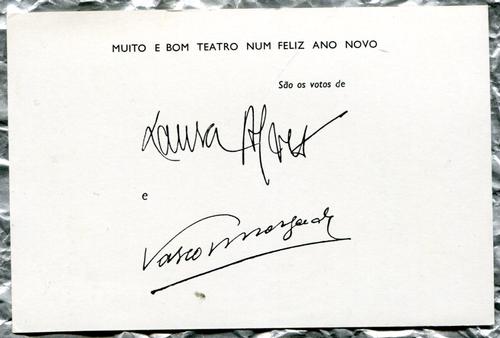 MUITO E BOM TEATRO NUM FELIZ ANO NOVO
São os votos de
Laura Alves
e
Vasco Morgado